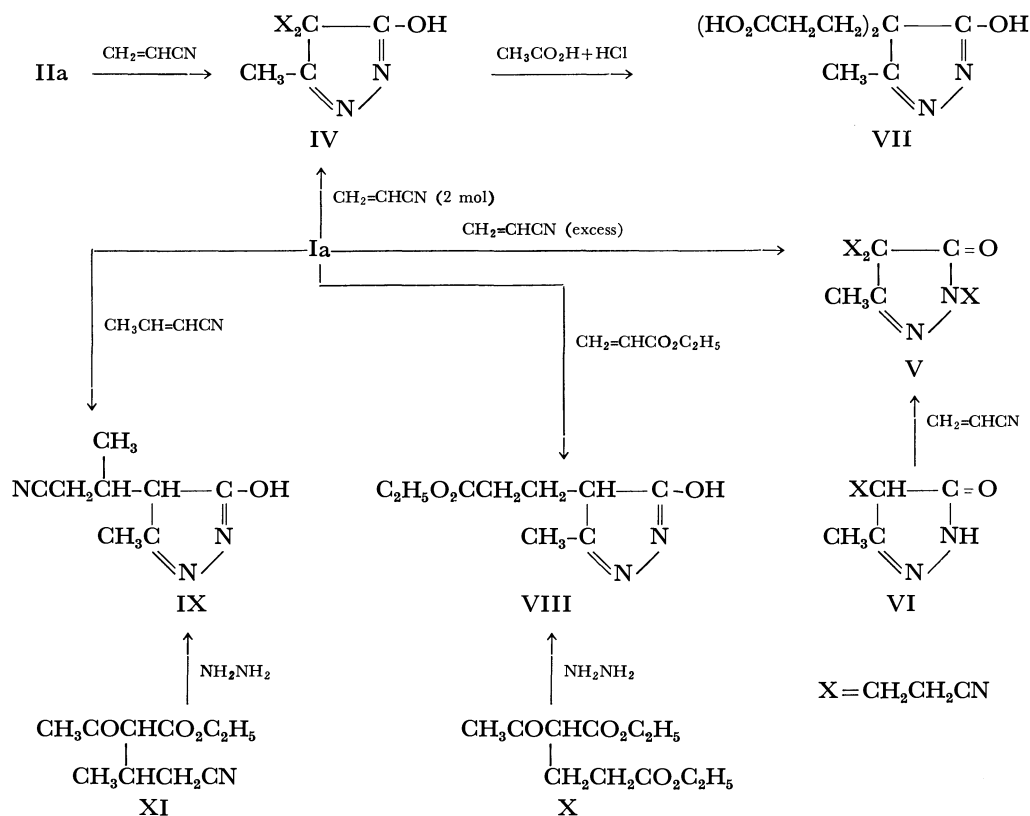 IIa CH₂=CHCN X₂C—C–OH CH₃CO₂H+HCl (HO₂CCH₂CH₂)₂C—C–OH
CH₃–C N CH₃–C N
N N
IV VII
CH₂=CHCN (2 mol)
CH₂=CHCN (excess)
Ia X₂C—C=O
CH₃CH=CHCN CH₂=CHCO₂C₂H₅ CH₃C NX
N
V
CH₂=CHCN
CH₃
NCCH₂CH–CH—C–OH C₂H₅O₂CCH₂CH₂–CH—C–OH XCH—C=O
CH₃C N CH₃–C N CH₃C NH
N N N
IX VIII VI
NH₂NH₂ NH₂NH₂
X=CH₂CH₂CN
CH₃COCHCO₂C₂H₅ CH₃COCHCO₂C₂H₅
CH₃CHCH₂CN CH₂CH₂CO₂C₂H₅
XI X